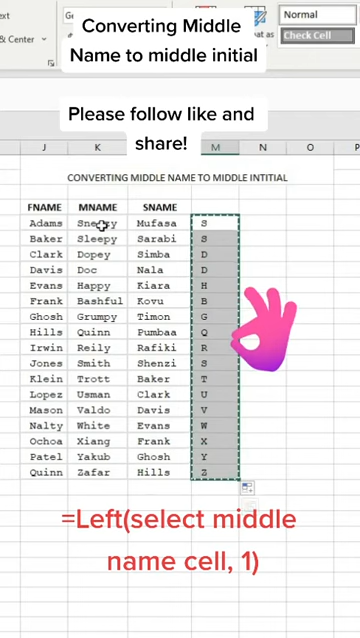 Converting Middle
Name to middle initial
Please follow like and
share!
Normal
Check Cell
& Center
J K M N O P
CONVERTING MIDDLE NAME TO MIDDLE INTITIAL
FNAME MNAME SNAME
Adams Mufasa S
Baker Sleepy Sarabi S
Clark Dopey Simba D
Davis Doc Nala D
Evans Happy Kiara H
Frank Bashful Kovu B
Ghosh Grumpy Timon G
Hills Quinn Pumbaa Q
Irwin Reily Rafiki R
Jones Smith Shenzi S
Klein Trott Baker T
Lopez Usman Clark U
Mason Valdo Davis V
Nalty White Evans W
Ochoa Xiang Frank X
Patel Yakub Ghosh Y
Quinn Zafar Hills Z
=Left(select middle
name cell, 1)